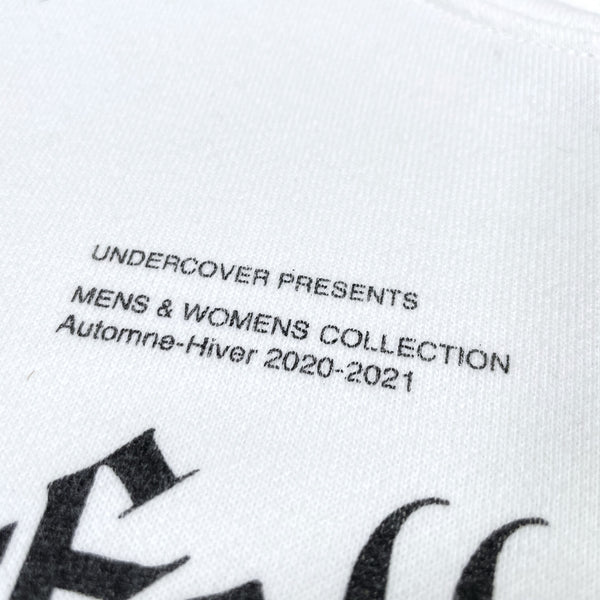 UNDERCOVER PRESENTS
MENS & WOMENS COLLECTION
Automne-Hiver 2020-2021